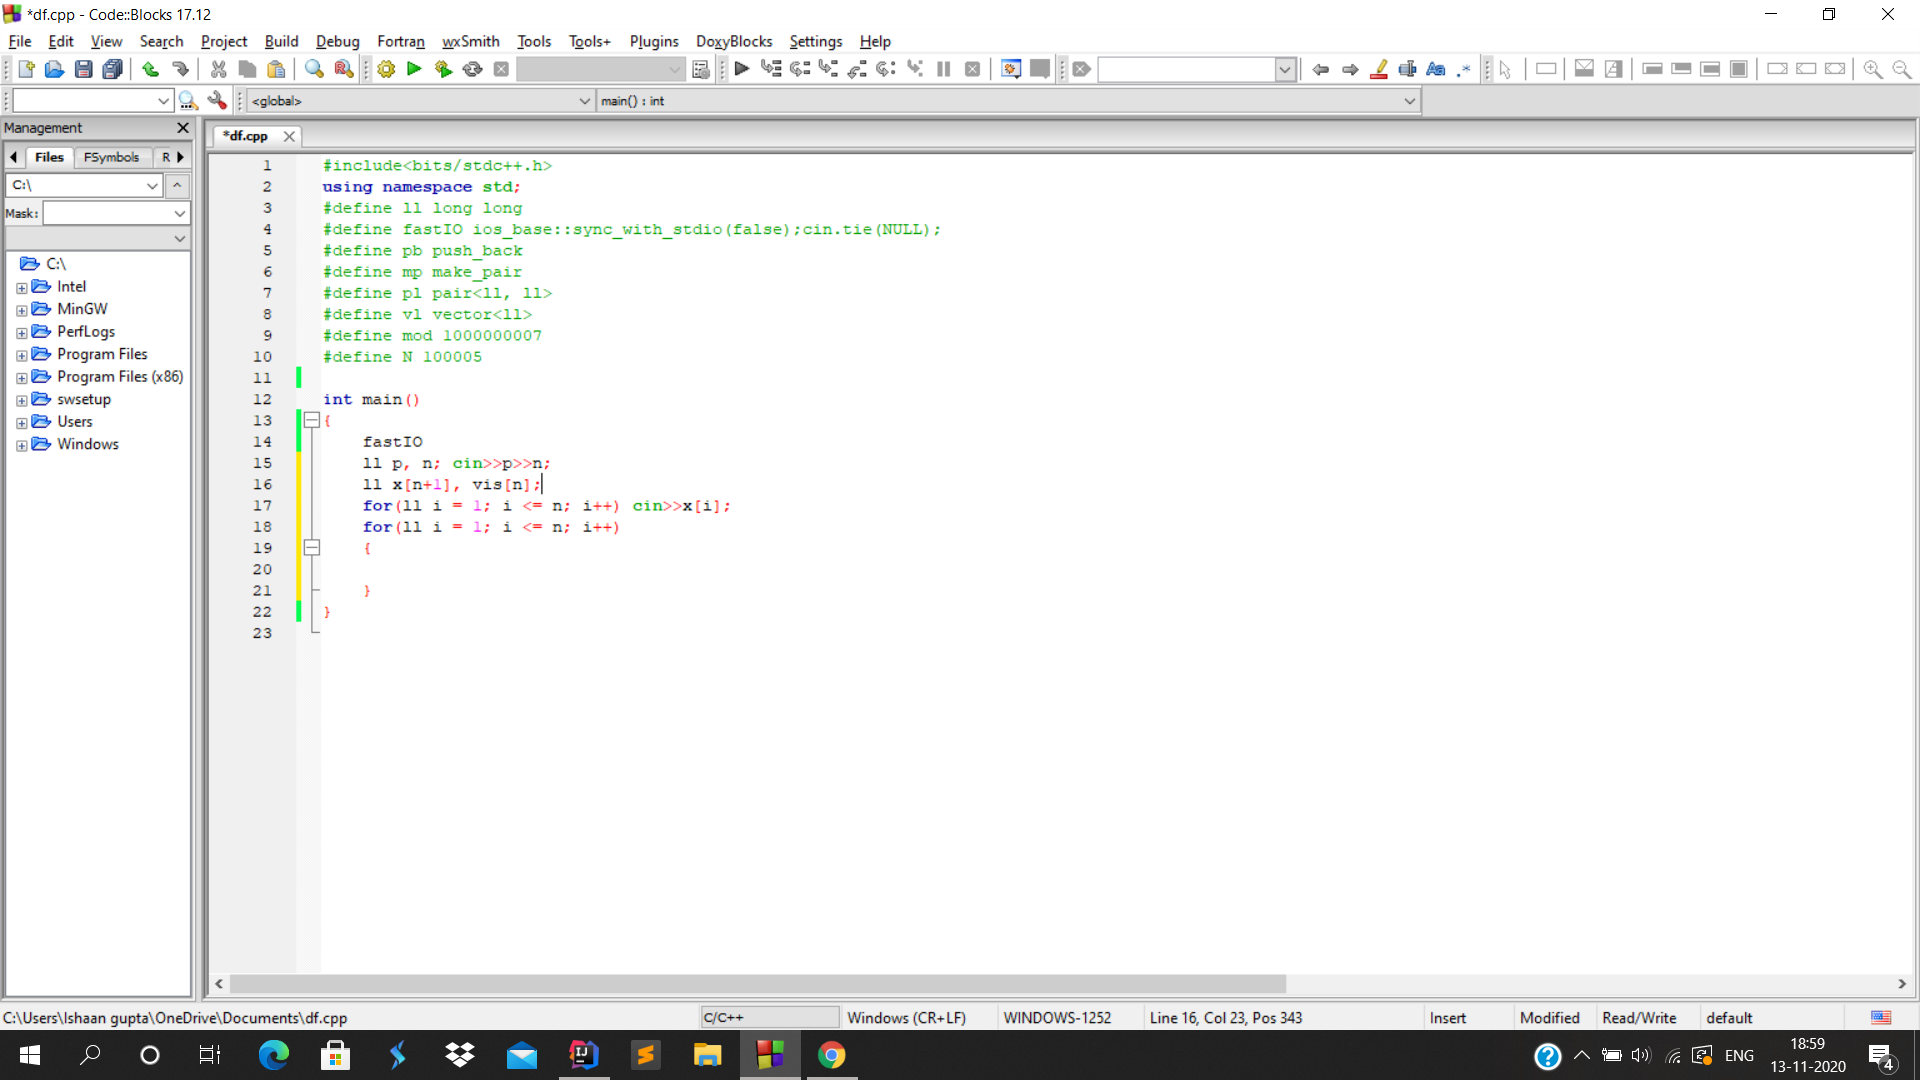 *df.cpp - Code::Blocks 17.12
File Edit View Search Project Build Debug Fortran wxSmith Tools Tools+ Plugins DoxyBlocks Settings Help
<global> main() : int
Management
*df.cpp
Files FSymbols R
C:\
Mask:
C:\
Intel
MinGW
PerfLogs
Program Files
Program Files (x86)
swsetup
Users
Windows
1 #include<bits/stdc++.h>
2 using namespace std;
3 #define ll long long
4 #define fastIO ios_base::sync_with_stdio(false);cin.tie(NULL);
5 #define pb push_back
6 #define mp make_pair
7 #define pl pair<ll, ll>
8 #define vl vector<ll>
9 #define mod 1000000007
10 #define N 100005
11
12 int main()
13 {
14 fastIO
15 ll p, n; cin>>p>>n;
16 ll x[n+1], vis[n];
17 for(ll i = 1; i <= n; i++) cin>>x[i];
18 for(ll i = 1; i <= n; i++)
19 {
20
21 }
22 }
23
C:\Users\Ishaan gupta\OneDrive\Documents\df.cpp C/C++ Windows (CR+LF) WINDOWS-1252 Line 16, Col 23, Pos 343 Insert Modified Read/Write default
ENG
18:59
13-11-2020
4